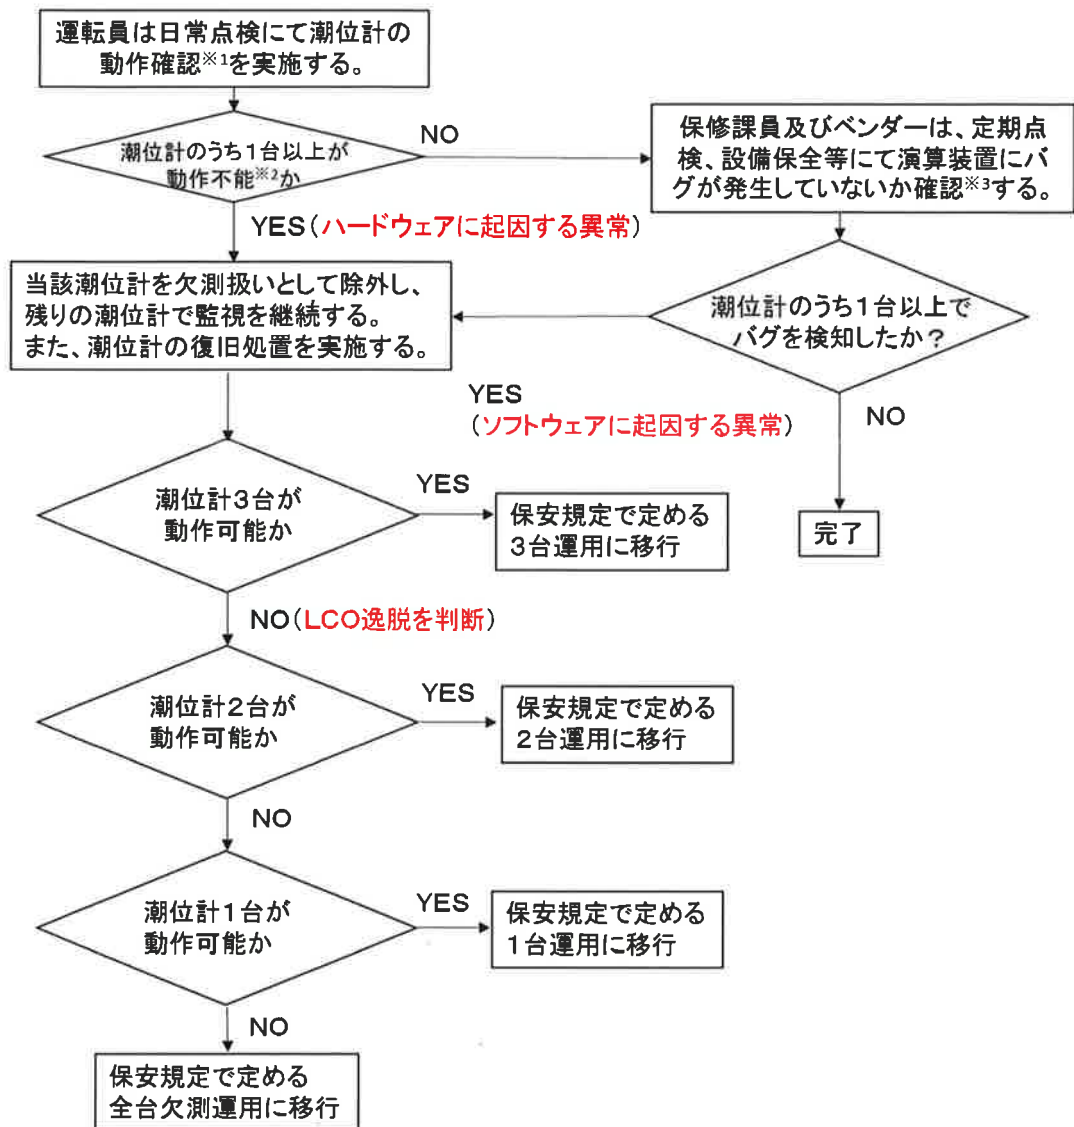 運転員は日常点検にて潮位計の
動作確認※1を実施する。
潮位計のうち1台以上が
動作不能※2か
NO
保修課員及びベンダーは、定期点
検、設備保全等にて演算装置にバ
グが発生していないか確認※3する。
YES(ハードウェアに起因する異常)
当該潮位計を欠測扱いとして除外し、
残りの潮位計で監視を継続する。
また、潮位計の復旧処置を実施する。
潮位計のうち1台以上で
バグを検知したか?
YES
(ソフトウェアに起因する異常)
NO
完了
潮位計3台が
動作可能か
YES
保安規定で定める
3台運用に移行
NO(LCO逸脱を判断)
潮位計2台が
動作可能か
YES
保安規定で定める
2台運用に移行
NO
潮位計1台が
動作可能か
YES
保安規定で定める
1台運用に移行
NO
保安規定で定める
全台欠測運用に移行